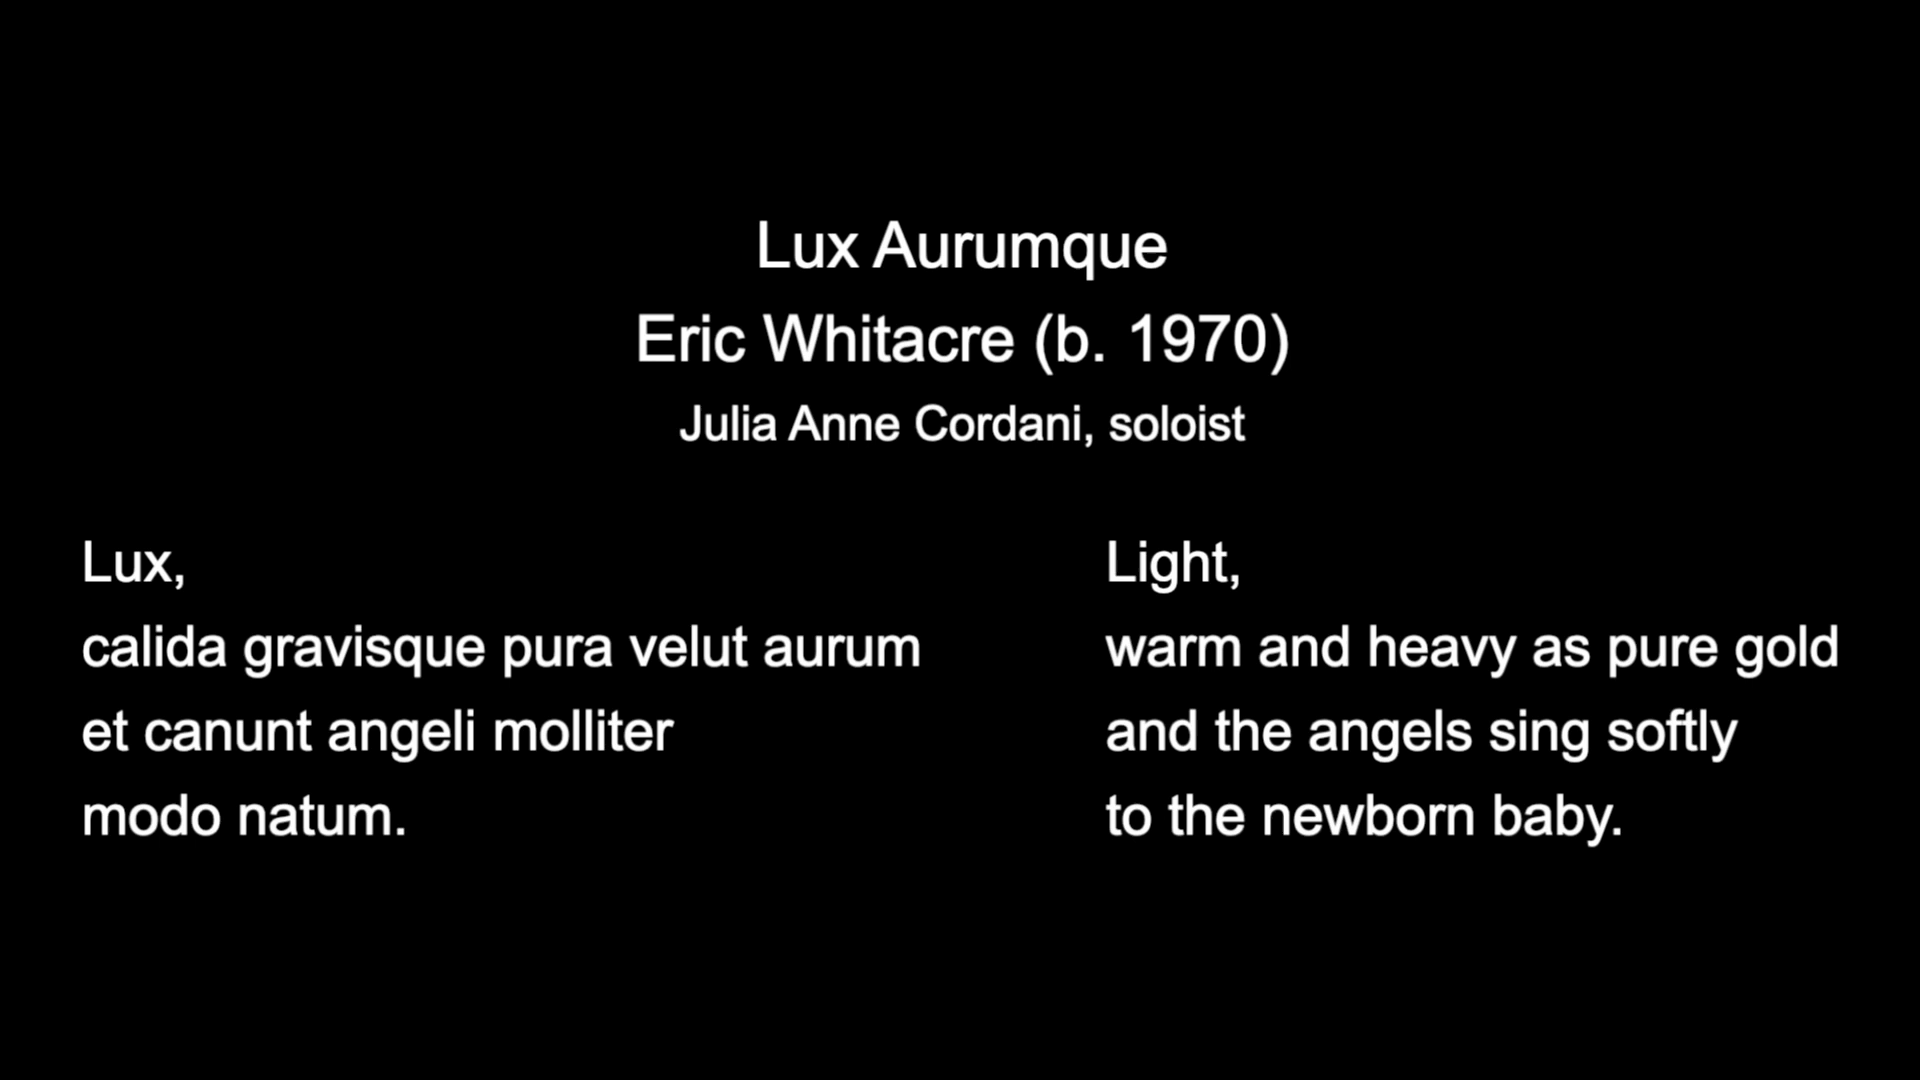 Lux Aurumque
Eric Whitacre (b. 1970)
Julia Anne Cordani, soloist
Lux,
calida gravisque pura velut aurum
et canunt angeli molliter
modo natum.
Light,
warm and heavy as pure gold
and the angels sing softly
to the newborn baby.